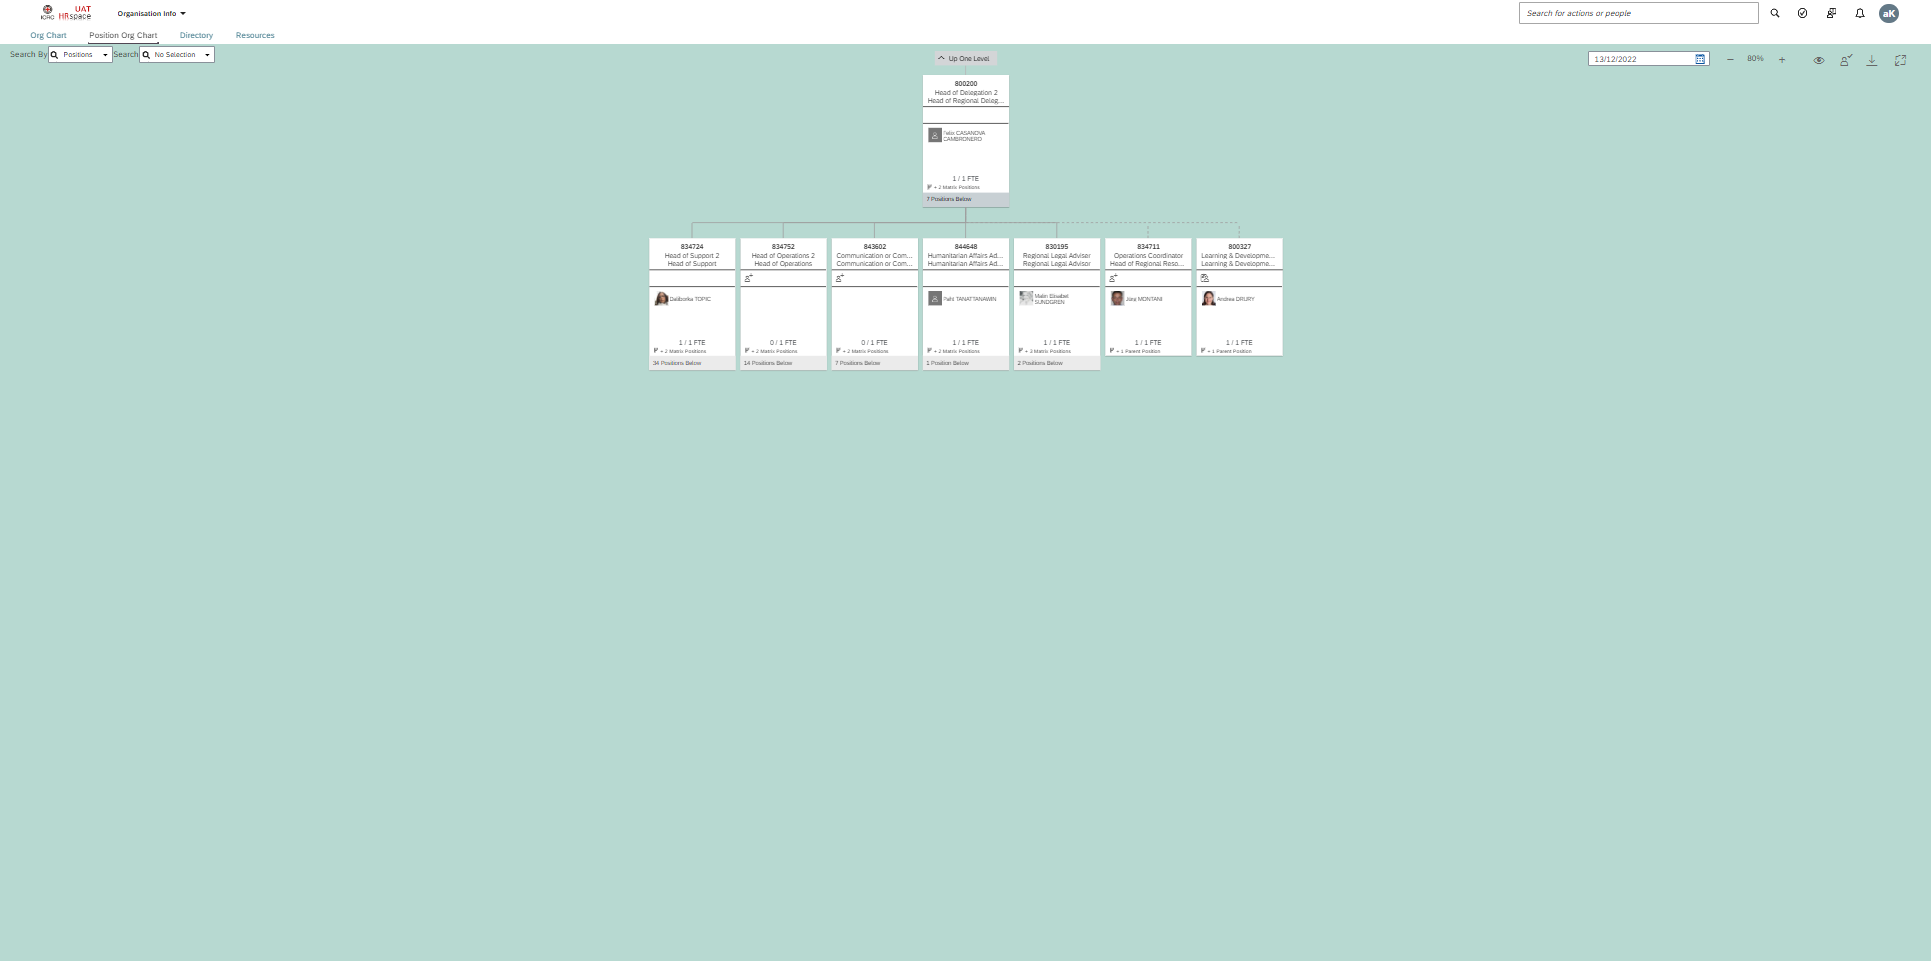 ICRC
UAT
HRspace
Organisation Info
Search for actions or people
aK
Org Chart
Position Org Chart
Directory
Resources
Search By
Positions
Search
No Selection
Up One Level
13/12/2022
80%
800200
Head of Delegation 2
Head of Regional Deleg...
Felix CASANOVA
CAMBRONERO
1 / 1 FTE
+ 2 Matrix Positions
7 Positions Below
834724
Head of Support 2
Head of Support
Daliborka TOPIC
1 / 1 FTE
+ 2 Matrix Positions
34 Positions Below
834752
Head of Operations 2
Head of Operations
0 / 1 FTE
+ 2 Matrix Positions
14 Positions Below
843602
Communication or Com...
Communication or Com...
0 / 1 FTE
+ 2 Matrix Positions
7 Positions Below
844648
Humanitarian Affairs Ad...
Humanitarian Affairs Ad...
TANATTANAWIN
1 / 1 FTE
+ 2 Matrix Positions
1 Position Below
830195
Regional Legal Adviser
Regional Legal Advisor
Malin Elisabet
SUNDGREN
1 / 1 FTE
+ 3 Matrix Positions
2 Positions Below
834711
Operations Coordinator
Head of Regional Reso...
MONTANI
1 / 1 FTE
+ 1 Parent Position
800327
Learning & Developme...
Learning & Developme...
Andrea DRURY
1 / 1 FTE
+ 1 Parent Position